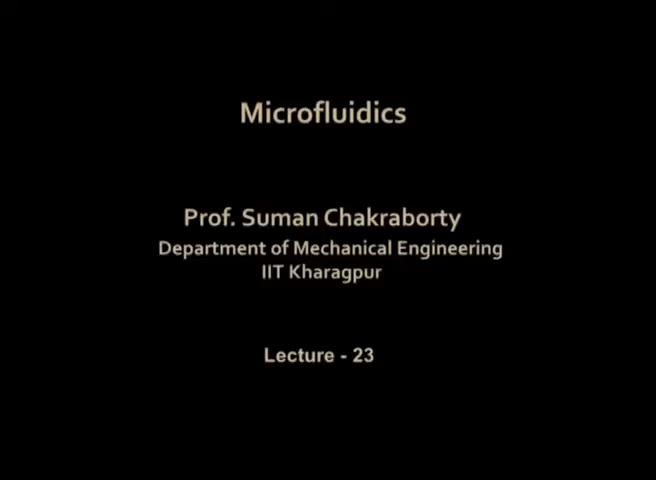 Microfluidics
Prof. Suman Chakraborty
Department of Mechanical Engineering
IIT Kharagpur
Lecture - 23